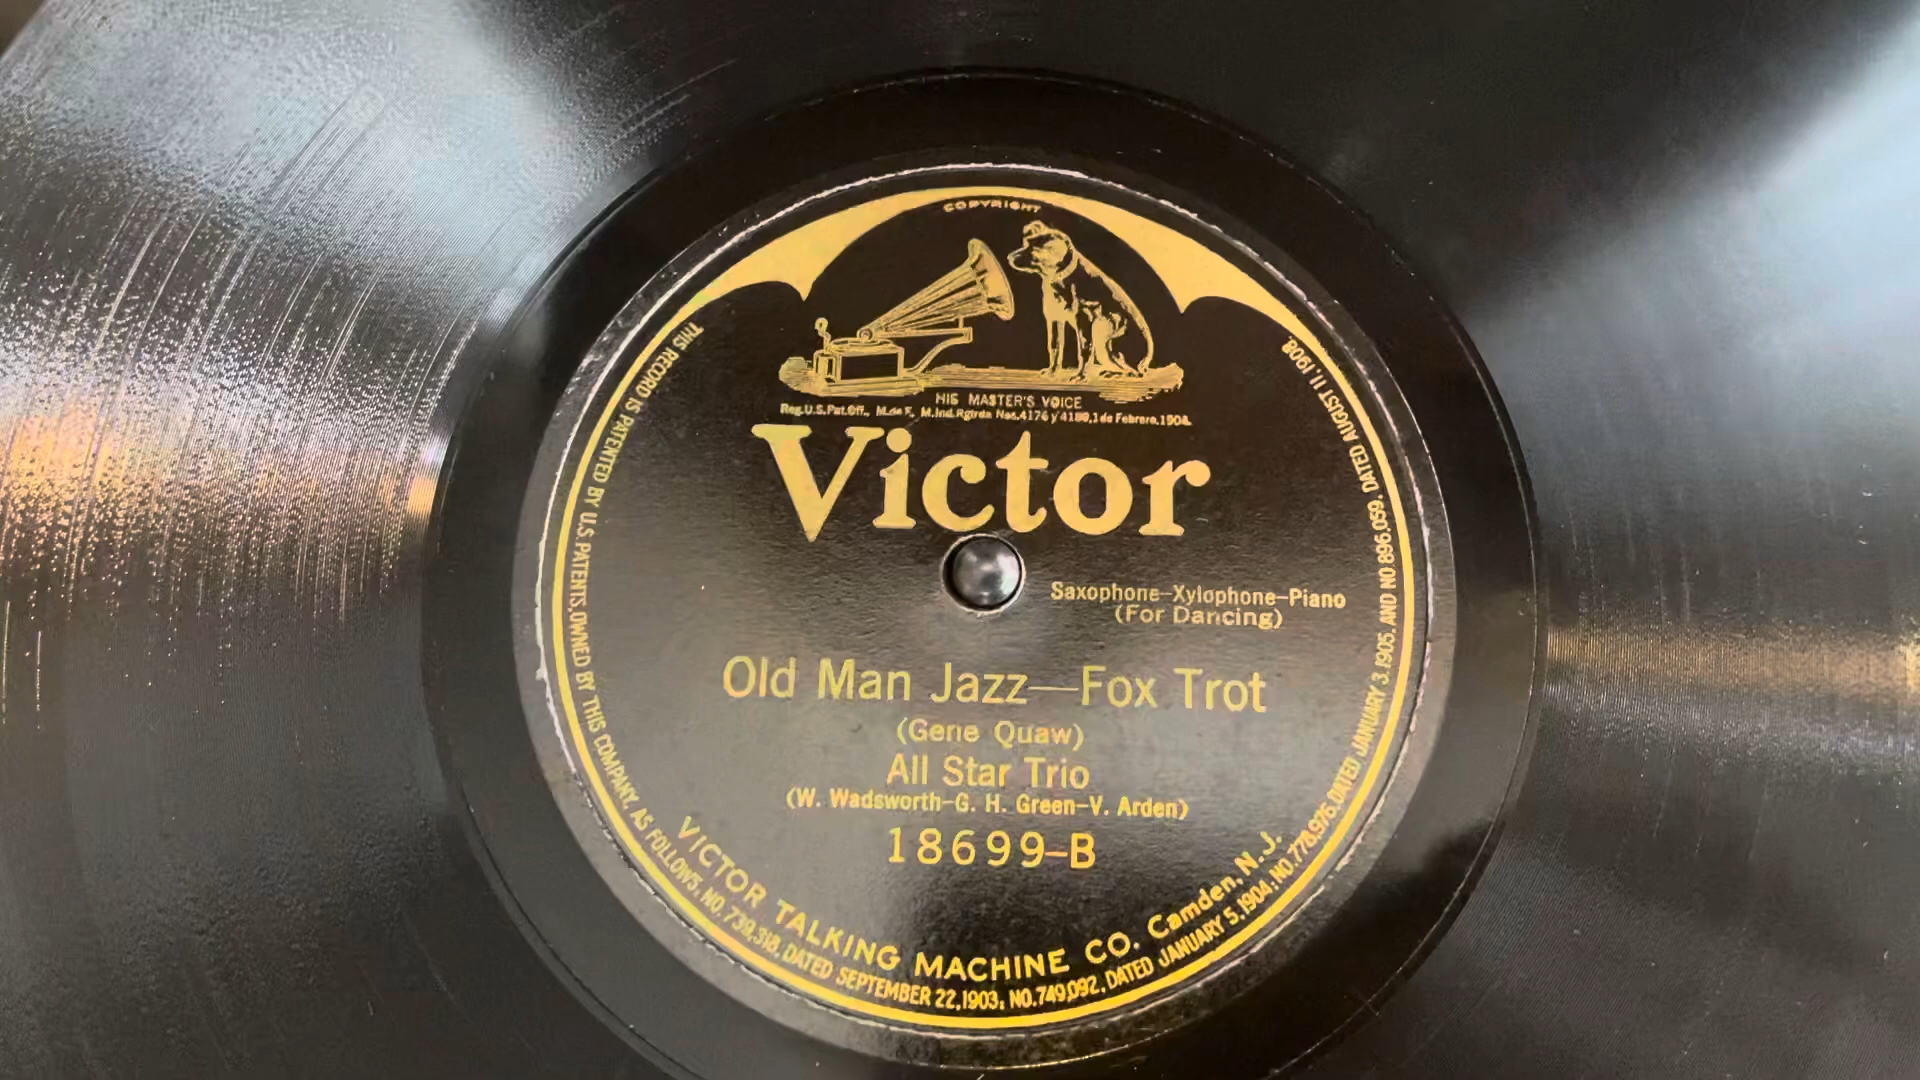 COPYRIGHT
HIS MASTER'S VOICE
Reg.U.S.Pat.Off., M.de F. M.Ind.Rgtrda Nos.4176 y 4180,1 de Febrero.1904.
Victor
Saxophone-Xylophone-Piano
(For Dancing)
Old Man Jazz—Fox Trot
(Gene Quaw)
All Star Trio
(W. Wadsworth-G. H. Green-V. Arden)
18699-B
VICTOR TALKING MACHINE CO. Camden, N.J.
THIS RECORD IS PATENTED BY U.S. PATENTS, OWNED BY THIS COMPANY, AS FOLLOWS, NO. 739,318, DATED SEPTEMBER 22,1903; NO.749,092, DATED JANUARY 5,1904; NO.778,976, DATED JANUARY 3,1905. AND NO.896,059, DATED AUGUST 11,1908.